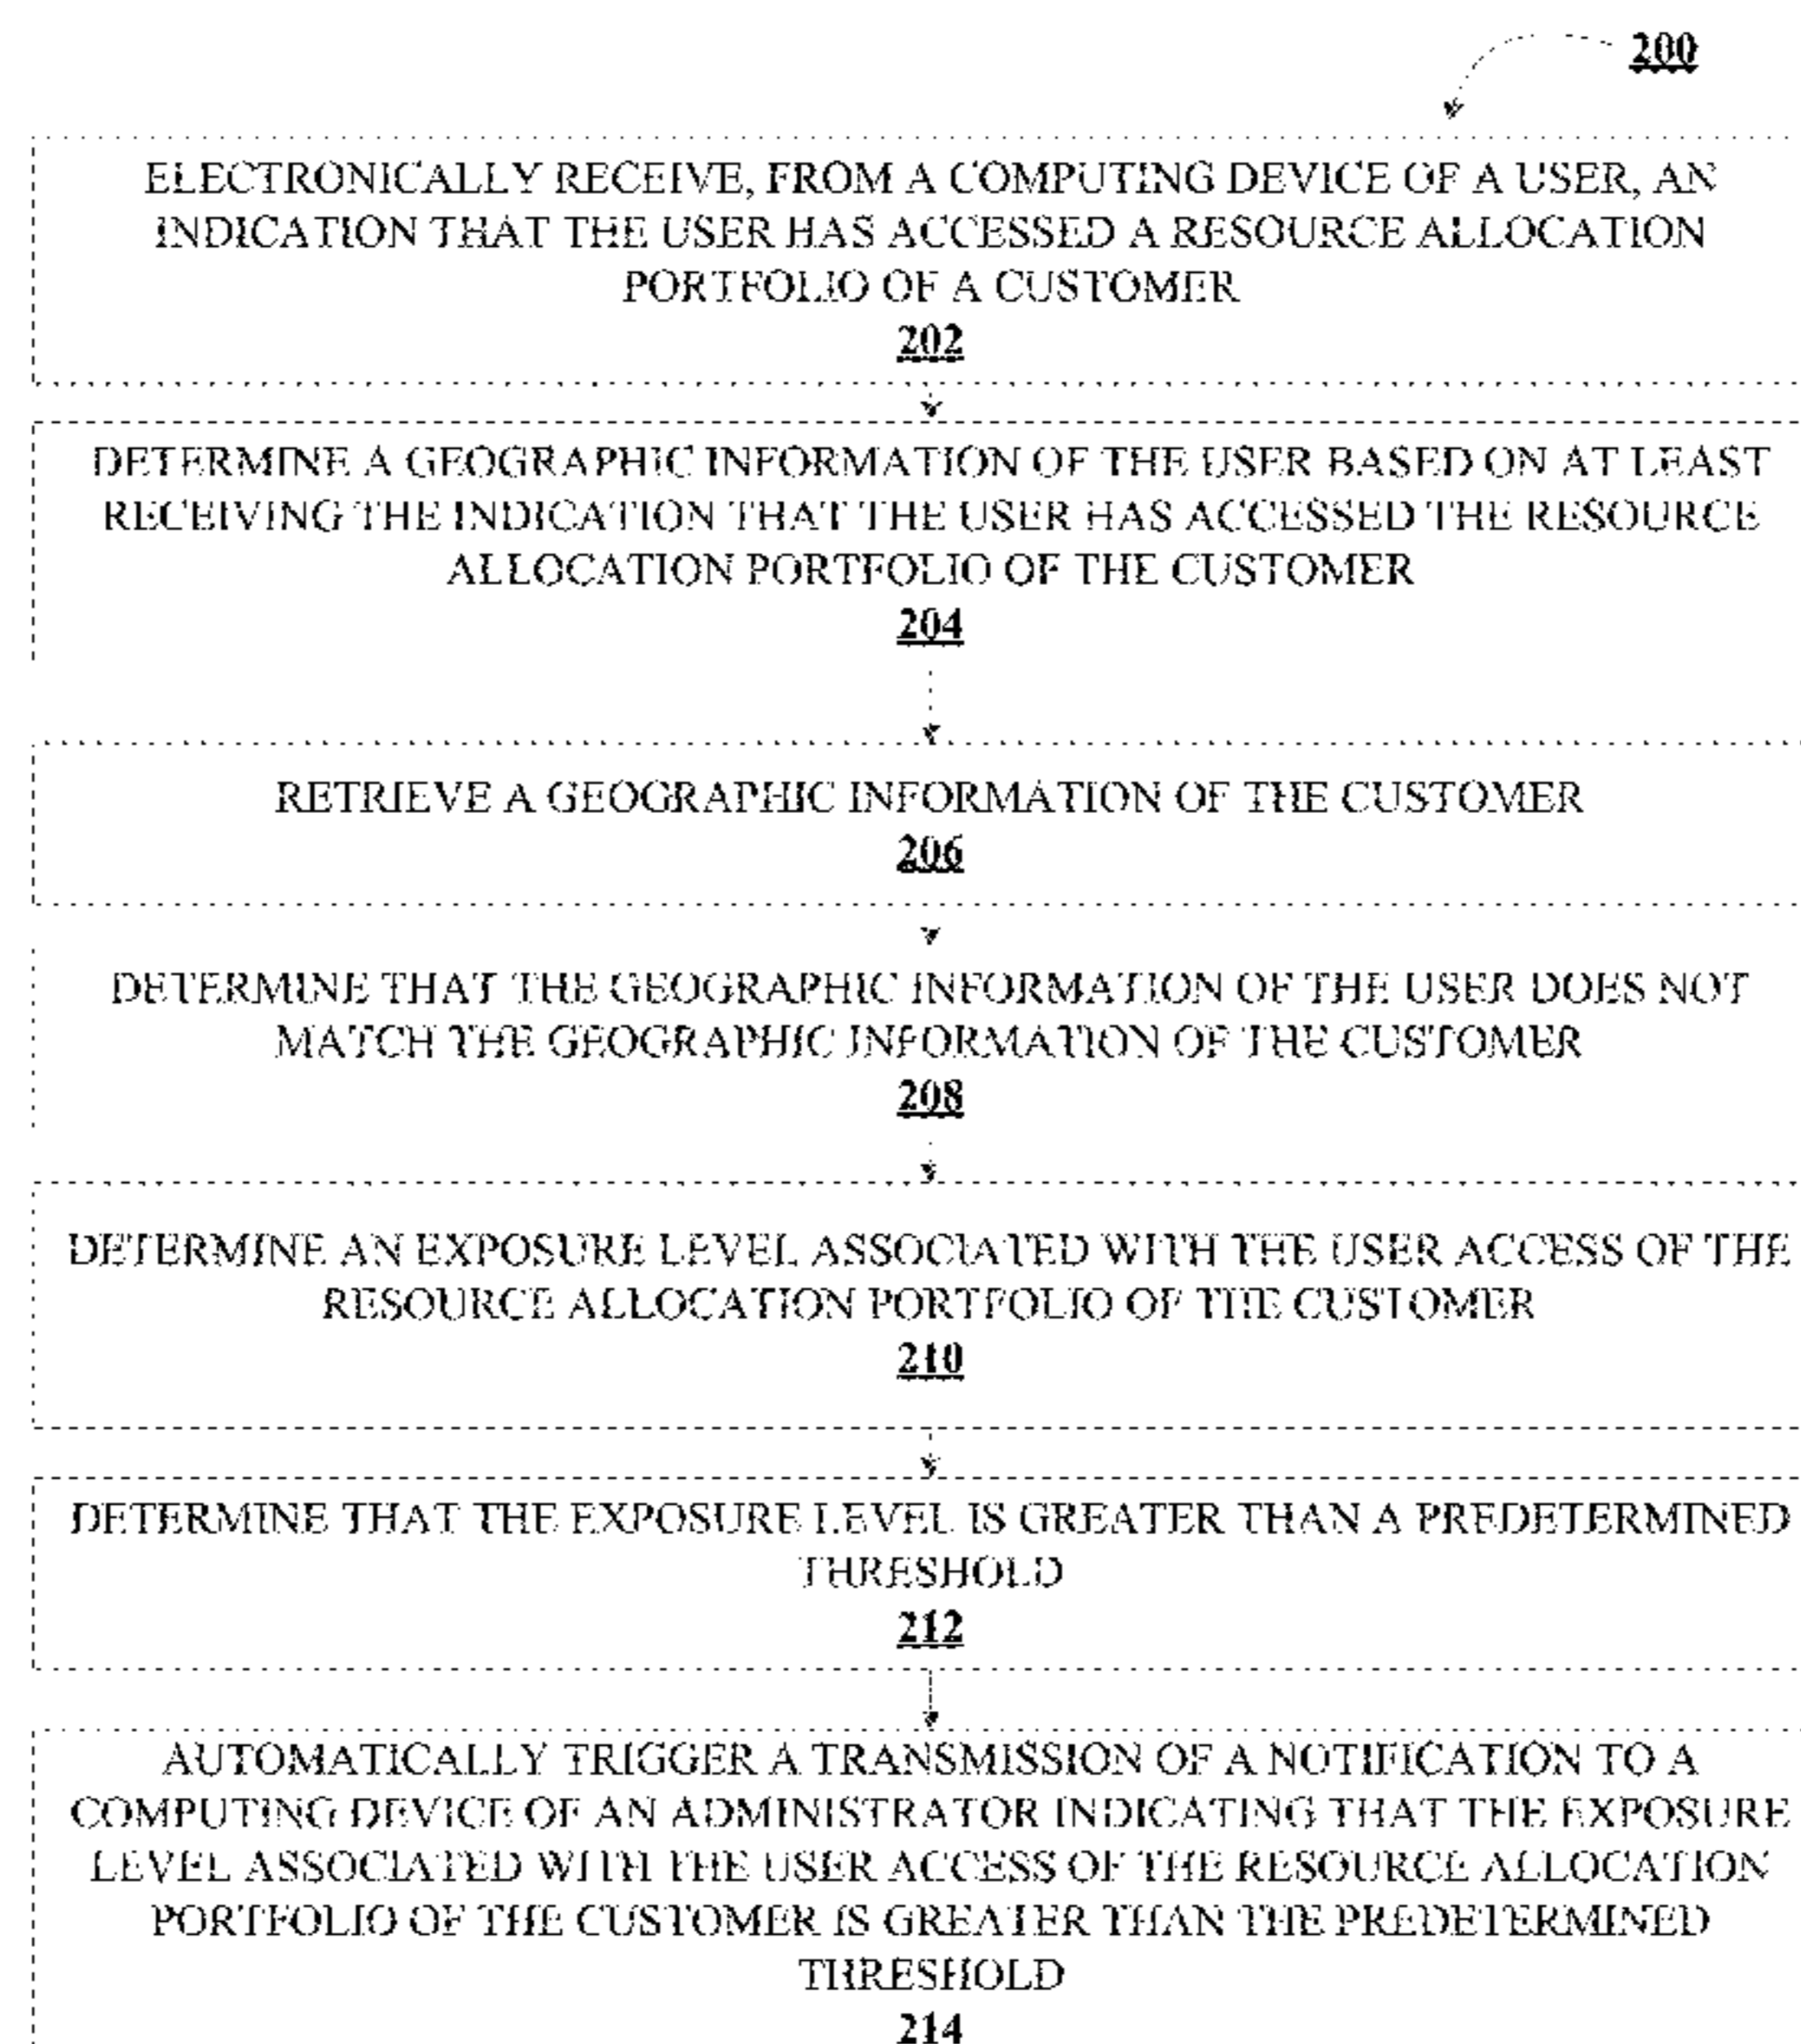 200
ELECTRONICALLY RECEIVE, FROM A COMPUTING DEVICE OF A USER, AN
INDICATION THAT THE USER HAS ACCESSED A RESOURCE ALLOCATION
PORTFOLIO OF A CUSTOMER
202
DETERMINE A GEOGRAPHIC INFORMATION OF THE USER BASED ON AT LEAST
RECEIVING THE INDICATION THAT THE USER HAS ACCESSED THE RESOURCE
ALLOCATION PORTFOLIO OF THE CUSTOMER
204
RETRIEVE A GEOGRAPHIC INFORMATION OF THE CUSTOMER
206
DETERMINE THAT THE GEOGRAPHIC INFORMATION OF THE USER DOES NOT
MATCH THE GEOGRAPHIC INFORMATION OF THE CUSTOMER
208
DETERMINE AN EXPOSURE LEVEL ASSOCIATED WITH THE USER ACCESS OF THE
RESOURCE ALLOCATION PORTFOLIO OF THE CUSTOMER
210
DETERMINE THAT THE EXPOSURE LEVEL IS GREATER THAN A PREDETERMINED
THRESHOLD
212
AUTOMATICALLY TRIGGER A TRANSMISSION OF A NOTIFICATION TO A
COMPUTING DEVICE OF AN ADMINISTRATOR INDICATING THAT THE EXPOSURE
LEVEL ASSOCIATED WITH THE USER ACCESS OF THE RESOURCE ALLOCATION
PORTFOLIO OF THE CUSTOMER IS GREATER THAN THE PREDETERMINED
THRESHOLD
214